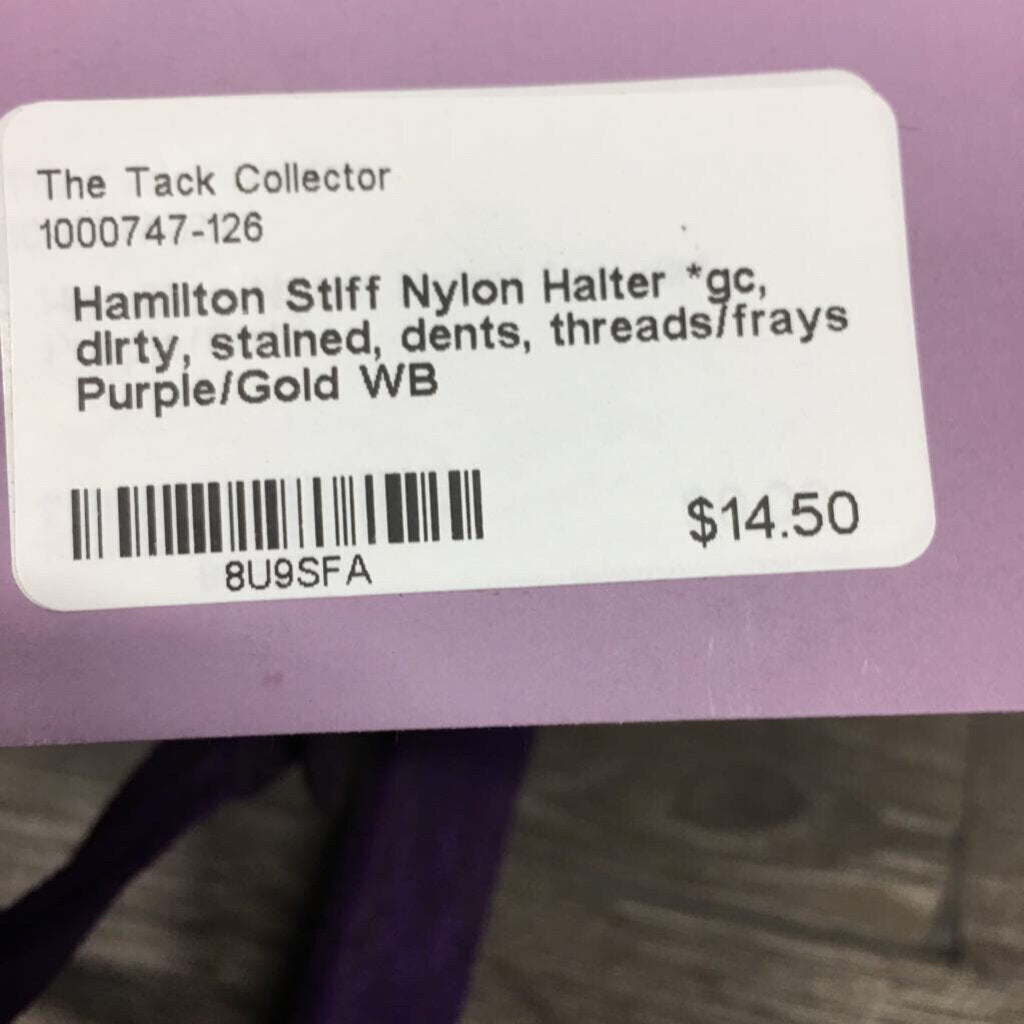 The Tack Collector
1000747-126
Hamilton Stiff Nylon Halter *gc,
dirty, stained, dents, threads/frays
Purple/Gold WB
8U9SFA
$14.50